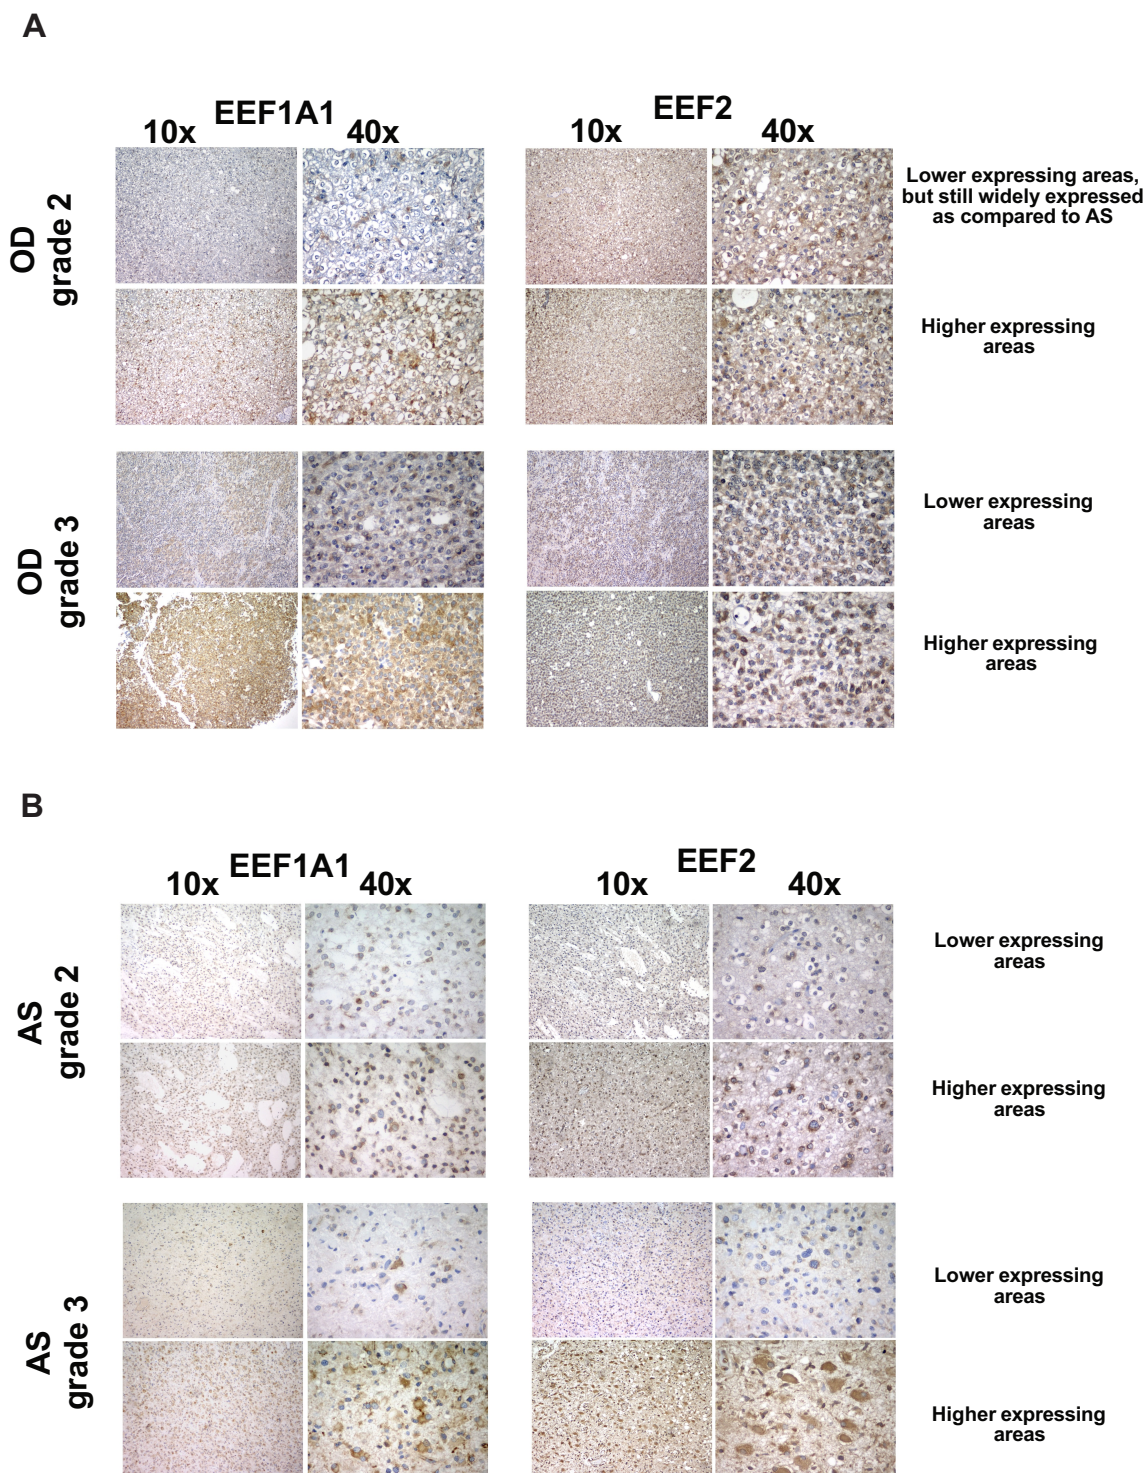 A
EEF1A1
10x
40x
EEF2
10x
40x
OD
grade 2
Lower expressing areas,
but still widely expressed
as compared to AS
Higher expressing
areas
OD
grade 3
Lower expressing
areas
Higher expressing
areas
B
EEF1A1
10x
40x
EEF2
10x
40x
AS
grade 2
Lower expressing
areas
Higher expressing
areas
AS
grade 3
Lower expressing
areas
Higher expressing
areas